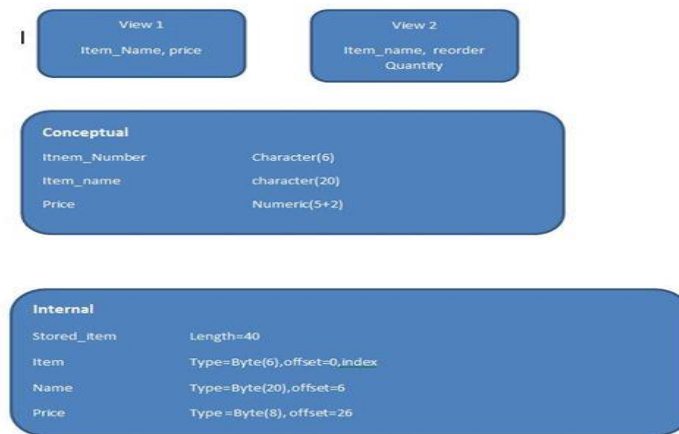 View 1
Item_Name, price
View 2
Item_name, reorder
Quantity
Conceptual
Itnem_Number Character(6)
Item_name character(20)
Price Numeric(5+2)
Internal
Stored_item Length=40
Item Type=Byte(6),offset=0,index
Name Type=Byte(20),offset=6
Price Type =Byte(8), offset=26